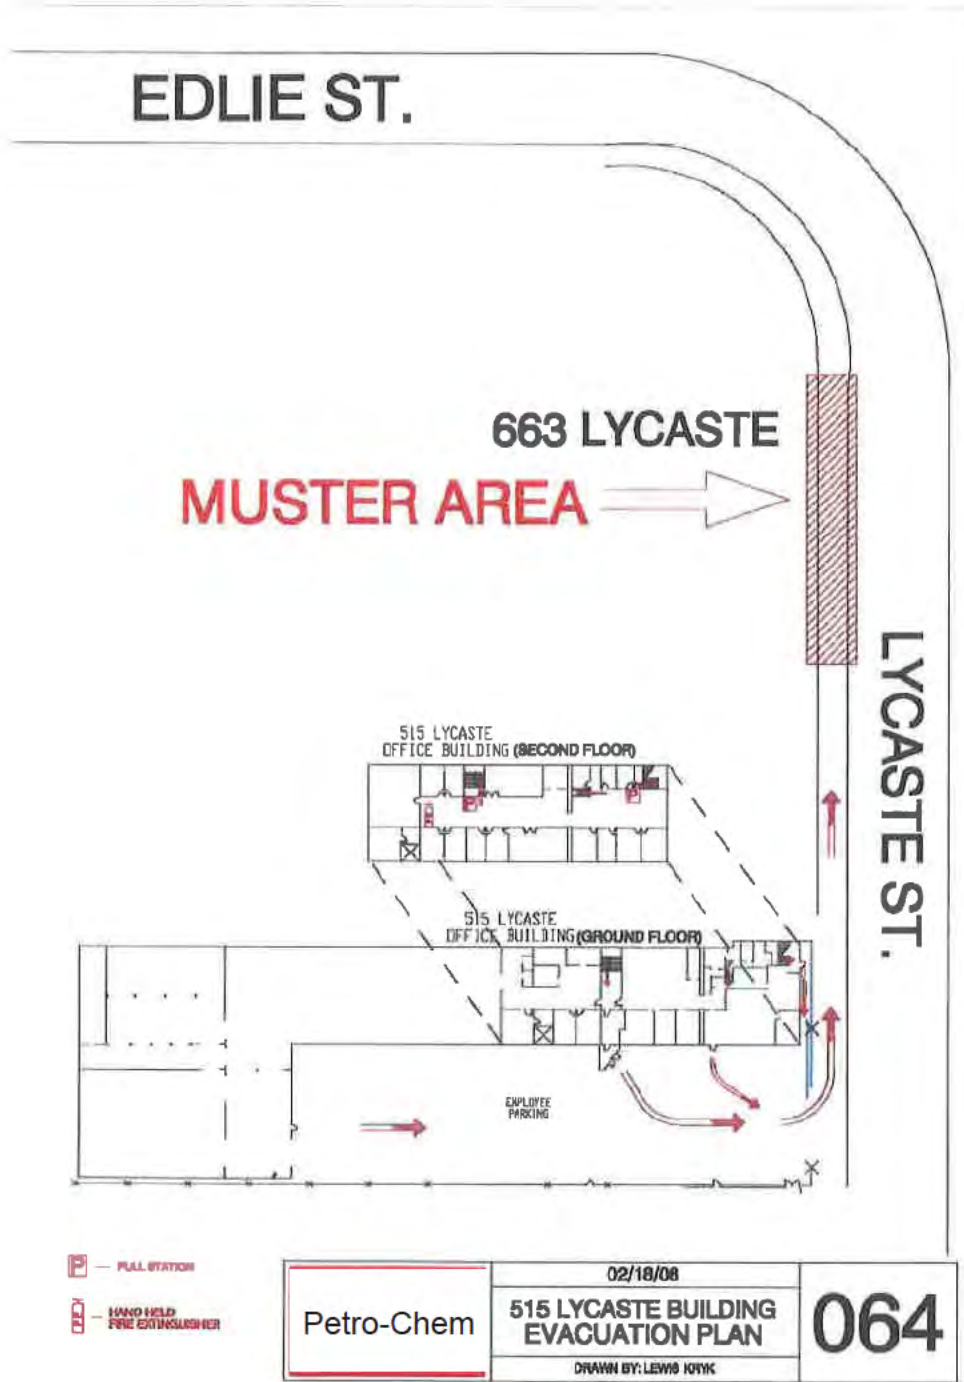 EDLIE ST.
663 LYCASTE
MUSTER AREA
LYCASTE ST.
515 LYCASTE
OFFICE BUILDING (SECOND FLOOR)
P
P
515 LYCASTE
OFFICE BUILDING (GROUND FLOOR)
EMPLOYEE
PARKING
P — PULL STATION
— HAND HELD
FIRE EXTINGUISHER
Petro-Chem
02/18/08
515 LYCASTE BUILDING
EVACUATION PLAN
DRAWN BY: LEWIS KRYK
064